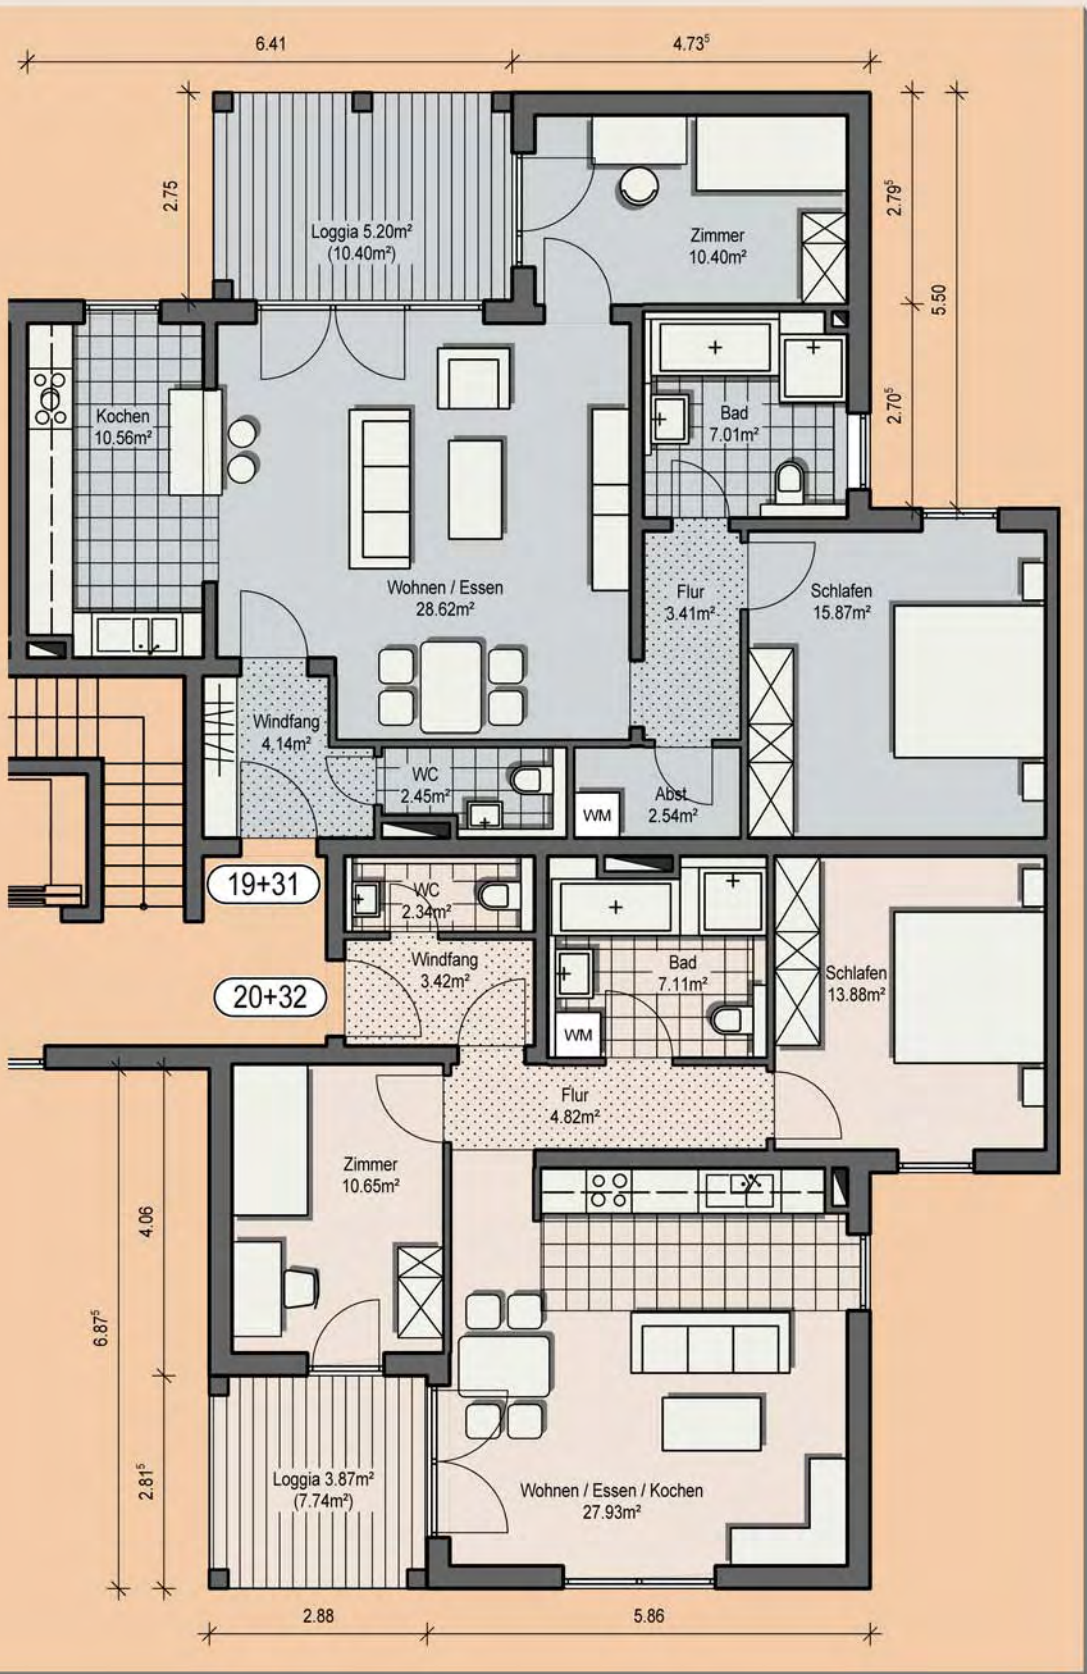 6.41
4.73⁵
2.75
2.79⁵
5.50
2.70⁵
Loggia 5.20m²
(10.40m²)
Zimmer
10.40m²
Kochen
10.56m²
Bad
7.01m²
Wohnen / Essen
28.62m²
Flur
3.41m²
Schlafen
15.87m²
Windfang
4.14m²
WC
2.45m²
WM
Abst
2.54m²
19+31
WC
2.34m²
Windfang
3.42m²
20+32
Bad
7.11m²
WM
Schlafen
13.88m²
Flur
4.82m²
Zimmer
10.65m²
4.06
6.87⁵
2.81⁵
Loggia 3.87m²
(7.74m²)
Wohnen / Essen / Kochen
27.93m²
2.88
5.86